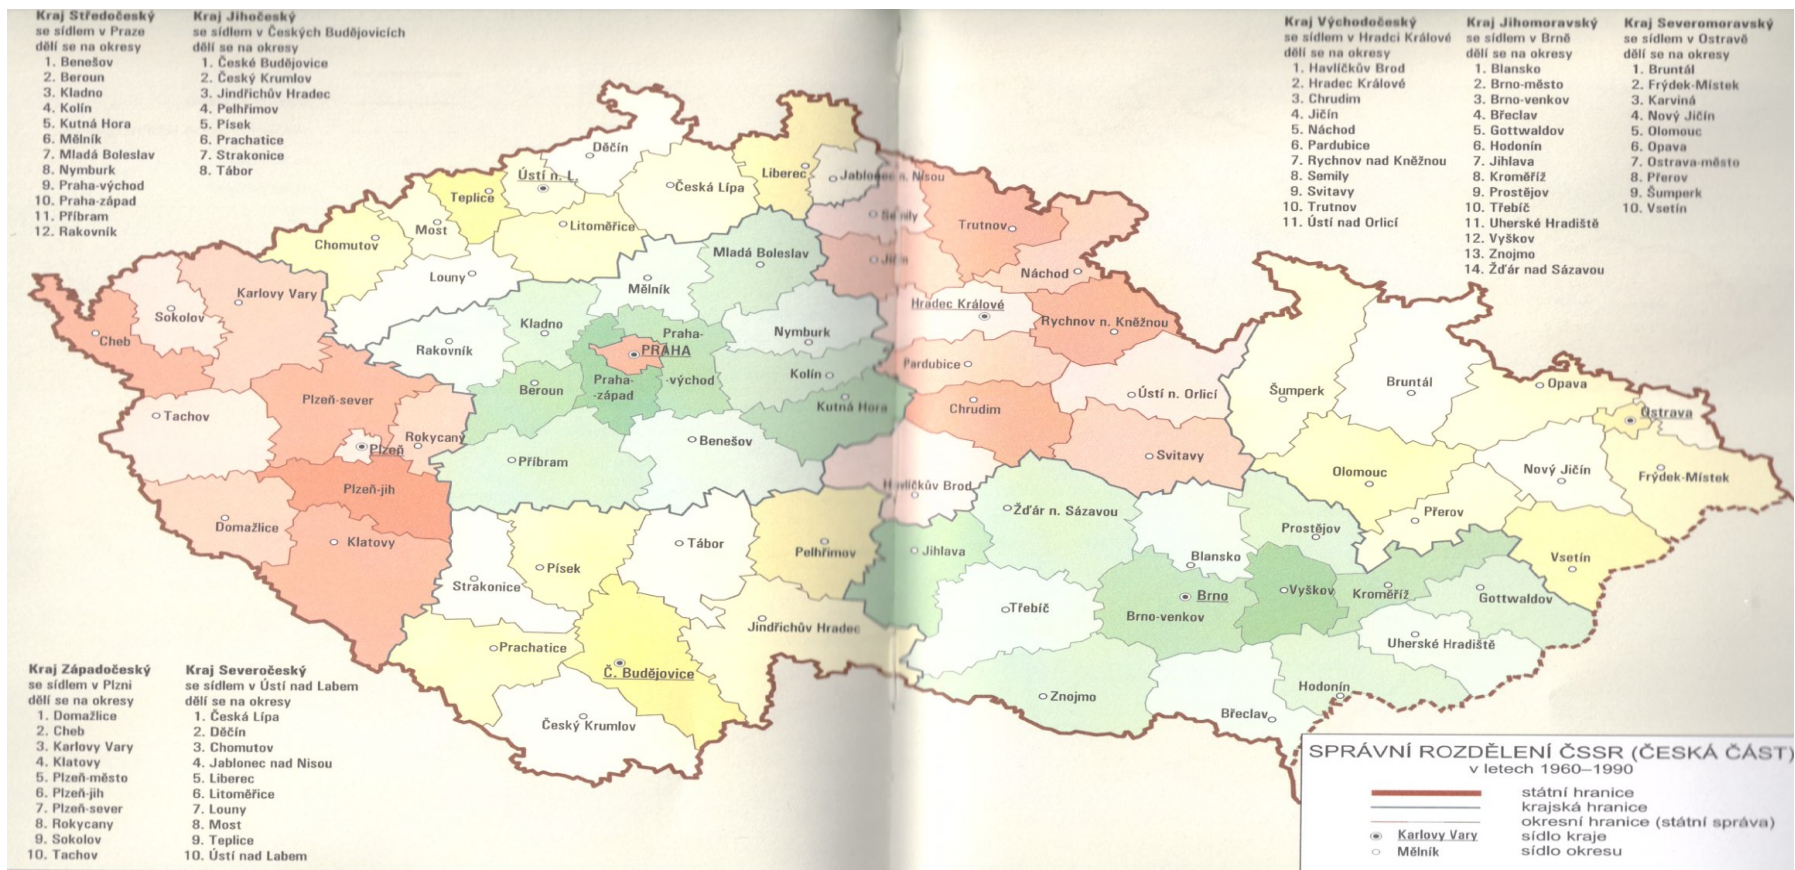 Kraj Středočeský
se sídlem v Praze
dělí se na okresy
1. Benešov
2. Beroun
3. Kladno
4. Kolín
5. Kutná Hora
6. Mělník
7. Mladá Boleslav
8. Nymburk
9. Praha-východ
10. Praha-západ
11. Příbram
12. Rakovník
Kraj Jihočeský
se sídlem v Českých Budějovicích
dělí se na okresy
1. České Budějovice
2. Český Krumlov
3. Jindřichův Hradec
4. Pelhřimov
5. Písek
6. Prachatice
7. Strakonice
8. Tábor
Kraj Východočeský
se sídlem v Hradci Králové
dělí se na okresy
1. Havlíčkův Brod
2. Hradec Králové
3. Chrudim
4. Jičín
5. Náchod
6. Pardubice
7. Rychnov nad Kněžnou
8. Semily
9. Svitavy
10. Trutnov
11. Ústí nad Orlicí
Kraj Jihomoravský
se sídlem v Brně
dělí se na okresy
1. Blansko
2. Brno-město
3. Brno-venkov
4. Břeclav
5. Gottwaldov
6. Hodonín
7. Jihlava
8. Kroměříž
9. Prostějov
10. Třebíč
11. Uherské Hradiště
12. Vyškov
13. Znojmo
14. Žďár nad Sázavou
Kraj Severomoravský
se sídlem v Ostravě
dělí se na okresy
1. Bruntál
2. Frýdek-Místek
3. Karviná
4. Nový Jičín
5. Olomouc
6. Opava
7. Ostrava-město
8. Přerov
9. Šumperk
10. Vsetín
Děčín
Ústí n. L.
Teplice
Česká Lípa
Liberec
Jablonec n. Nisou
Most
Litoměřice
Chomutov
Semily
Trutnov
Louny
Mladá Boleslav
Jičín
Náchod
Mělník
Karlovy Vary
Sokolov
Cheb
Hradec Králové
Rychnov n. Kněžnou
Kladno
Nymburk
Rakovník
PRAHA
Praha-
-východ
Praha-
-západ
Kolín
Beroun
Kutná Hora
Pardubice
Chrudim
Ústí n. Orlicí
Šumperk
Bruntál
Opava
Ostrava
Plzeň-sever
Tachov
Rokycany
Plzeň
Benešov
Příbram
Svitavy
Olomouc
Nový Jičín
Frýdek-Místek
Plzeň-jih
Havlíčkův Brod
Domažlice
Klatovy
Žďár n. Sázavou
Přerov
Prostějov
Tábor
Pelhřimov
Jihlava
Blansko
Vsetín
Strakonice
Písek
Třebíč
Brno
Brno-venkov
Vyškov
Kroměříž
Gottwaldov
Jindřichův Hradec
Prachatice
Č. Budějovice
Uherské Hradiště
Hodonín
Znojmo
Břeclav
Český Krumlov
Kraj Západočeský
se sídlem v Plzni
dělí se na okresy
1. Domažlice
2. Cheb
3. Karlovy Vary
4. Klatovy
5. Plzeň-město
6. Plzeň-jih
7. Plzeň-sever
8. Rokycany
9. Sokolov
10. Tachov
Kraj Severočeský
se sídlem v Ústí nad Labem
dělí se na okresy
1. Česká Lípa
2. Děčín
3. Chomutov
4. Jablonec nad Nisou
5. Liberec
6. Litoměřice
7. Louny
8. Most
9. Teplice
10. Ústí nad Labem
SPRÁVNÍ ROZDĚLENÍ ČSSR (ČESKÁ ČÁST)
v letech 1960–1990
státní hranice
krajská hranice
okresní hranice (státní správa)
Karlovy Vary sídlo kraje
Mělník sídlo okresu